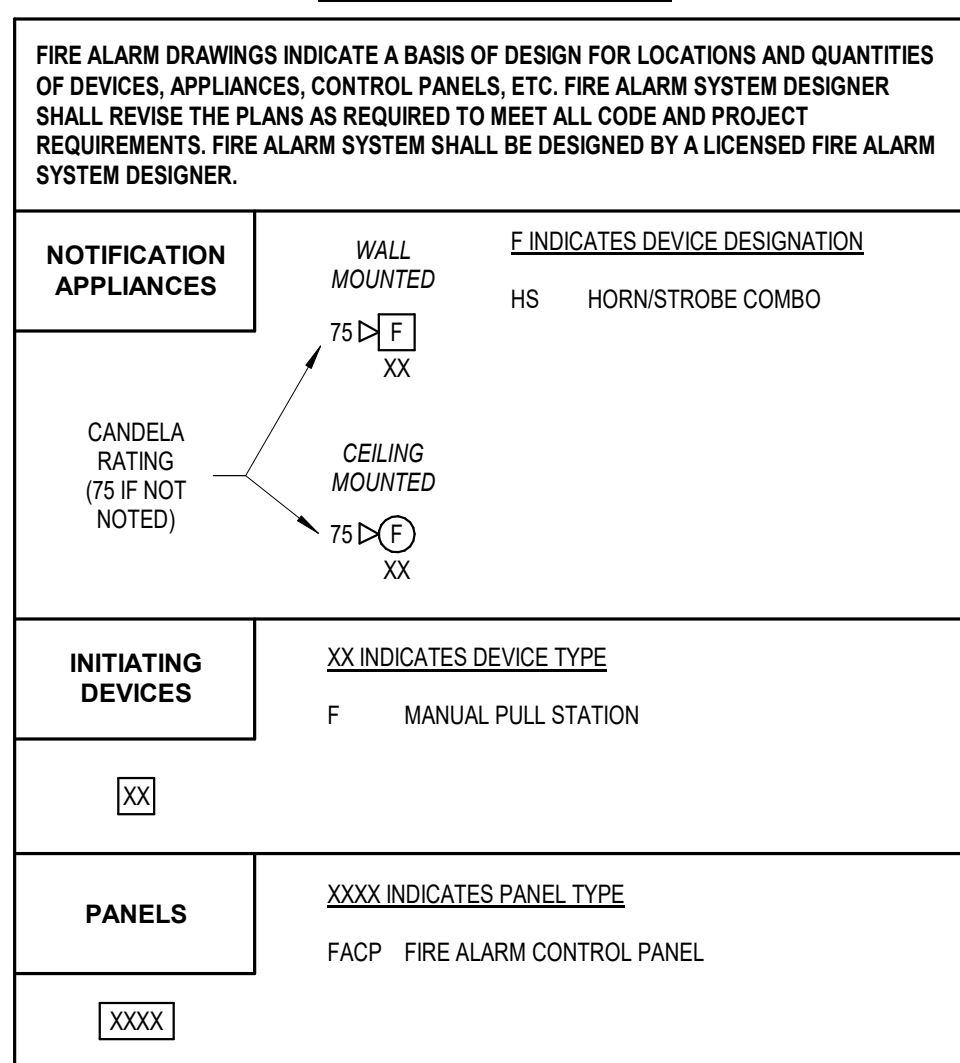 FIRE ALARM DRAWINGS INDICATE A BASIS OF DESIGN FOR LOCATIONS AND QUANTITIES
OF DEVICES, APPLIANCES, CONTROL PANELS, ETC. FIRE ALARM SYSTEM DESIGNER
SHALL REVISE THE PLANS AS REQUIRED TO MEET ALL CODE AND PROJECT
REQUIREMENTS. FIRE ALARM SYSTEM SHALL BE DESIGNED BY A LICENSED FIRE ALARM
SYSTEM DESIGNER.
NOTIFICATION
APPLIANCES
WALL
MOUNTED
75 F
XX
F INDICATES DEVICE DESIGNATION
HS HORN/STROBE COMBO
CANDELA
RATING
(75 IF NOT
NOTED)
CEILING
MOUNTED
75 F
XX
INITIATING
DEVICES
XX INDICATES DEVICE TYPE
F MANUAL PULL STATION
XX
PANELS
XXXX INDICATES PANEL TYPE
FACP FIRE ALARM CONTROL PANEL
XXXX